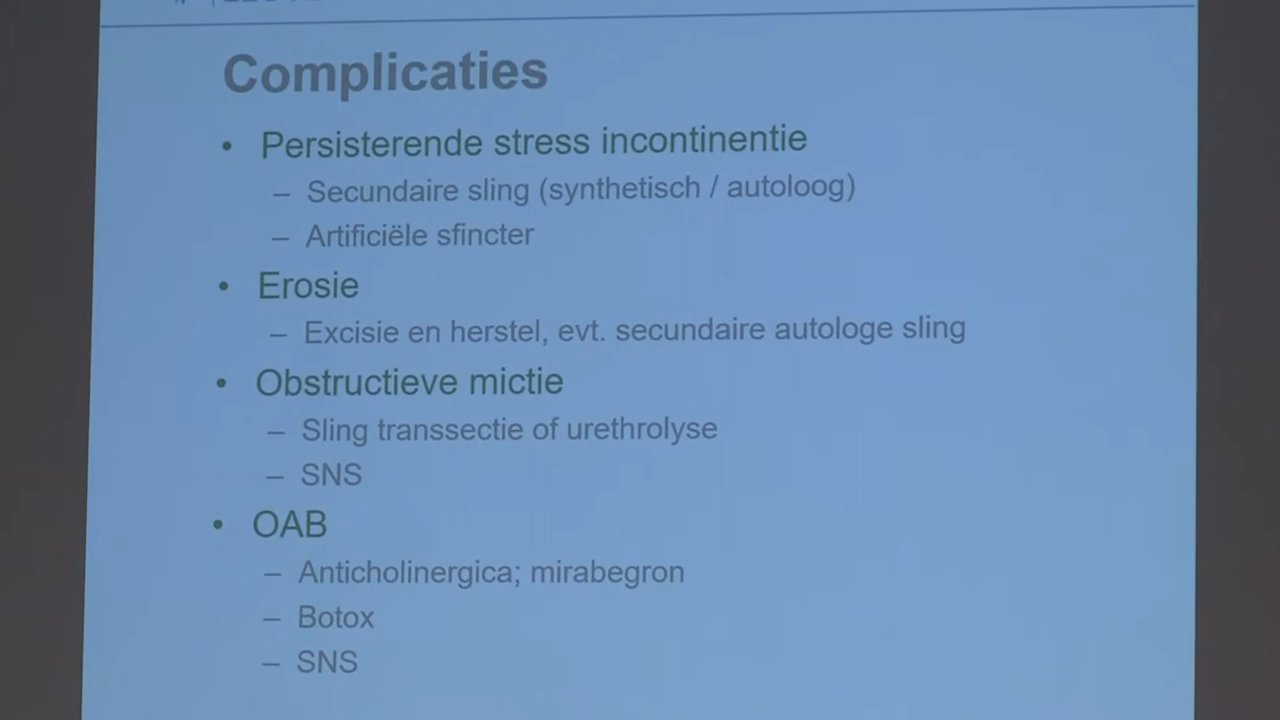 Complicaties
• Persisterende stress incontinentie
– Secundaire sling (synthetisch / autoloog)
– Artificiële sfincter
• Erosie
– Excisie en herstel, evt. secundaire autologe sling
• Obstructieve mictie
– Sling transsectie of urethrolyse
– SNS
• OAB
– Anticholinergica; mirabegron
– Botox
– SNS